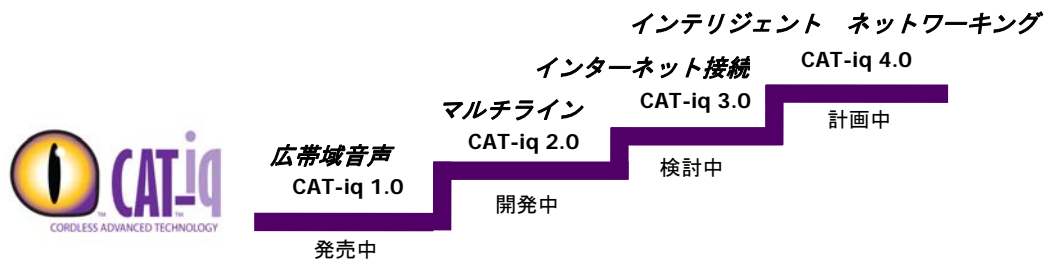 CAT-iq
TM
TM
CORDLESS ADVANCED TECHNOLOGY
広帯域音声
CAT-iq 1.0
発売中
マルチライン
CAT-iq 2.0
開発中
インターネット接続
CAT-iq 3.0
検討中
インテリジェント　ネットワーキング
CAT-iq 4.0
計画中